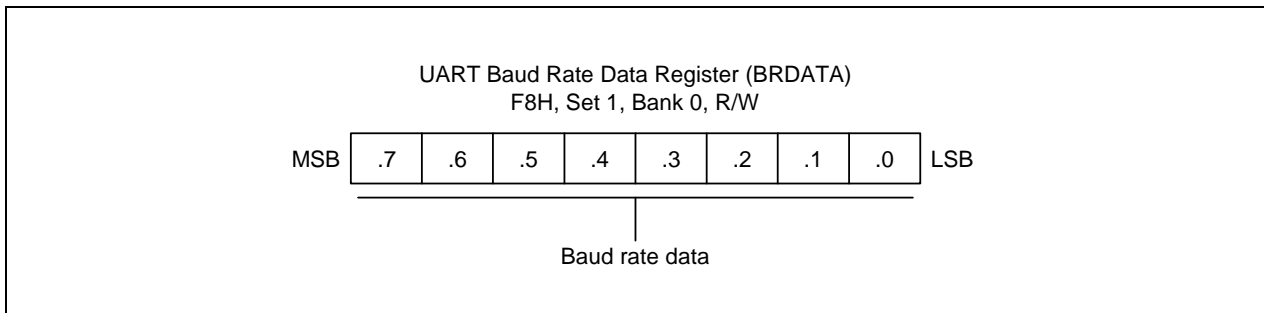 UART Baud Rate Data Register (BRDATA)
F8H, Set 1, Bank 0, R/W
MSB .7 .6 .5 .4 .3 .2 .1 .0 LSB
Baud rate data